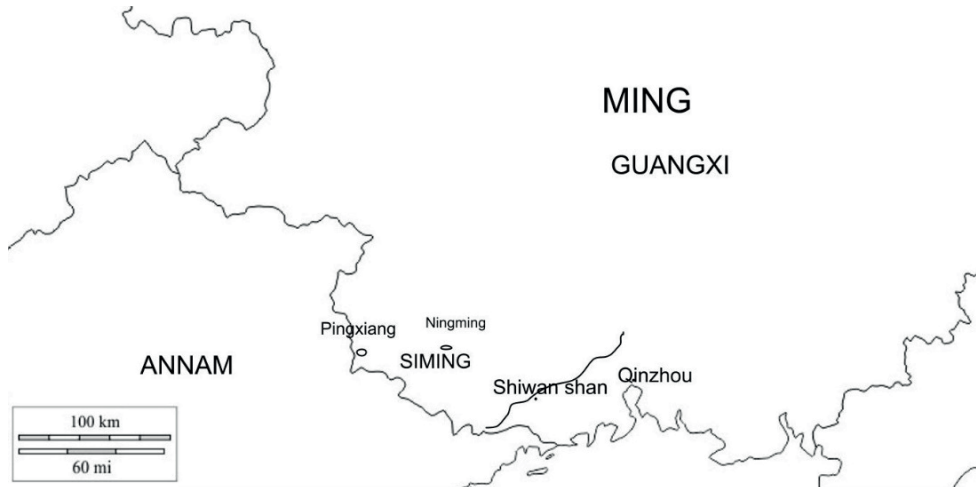 MING
GUANGXI
Pingxiang
Ningming
ANNAM
SIMING
Shiwan shan
Qinzhou
100 km
60 mi